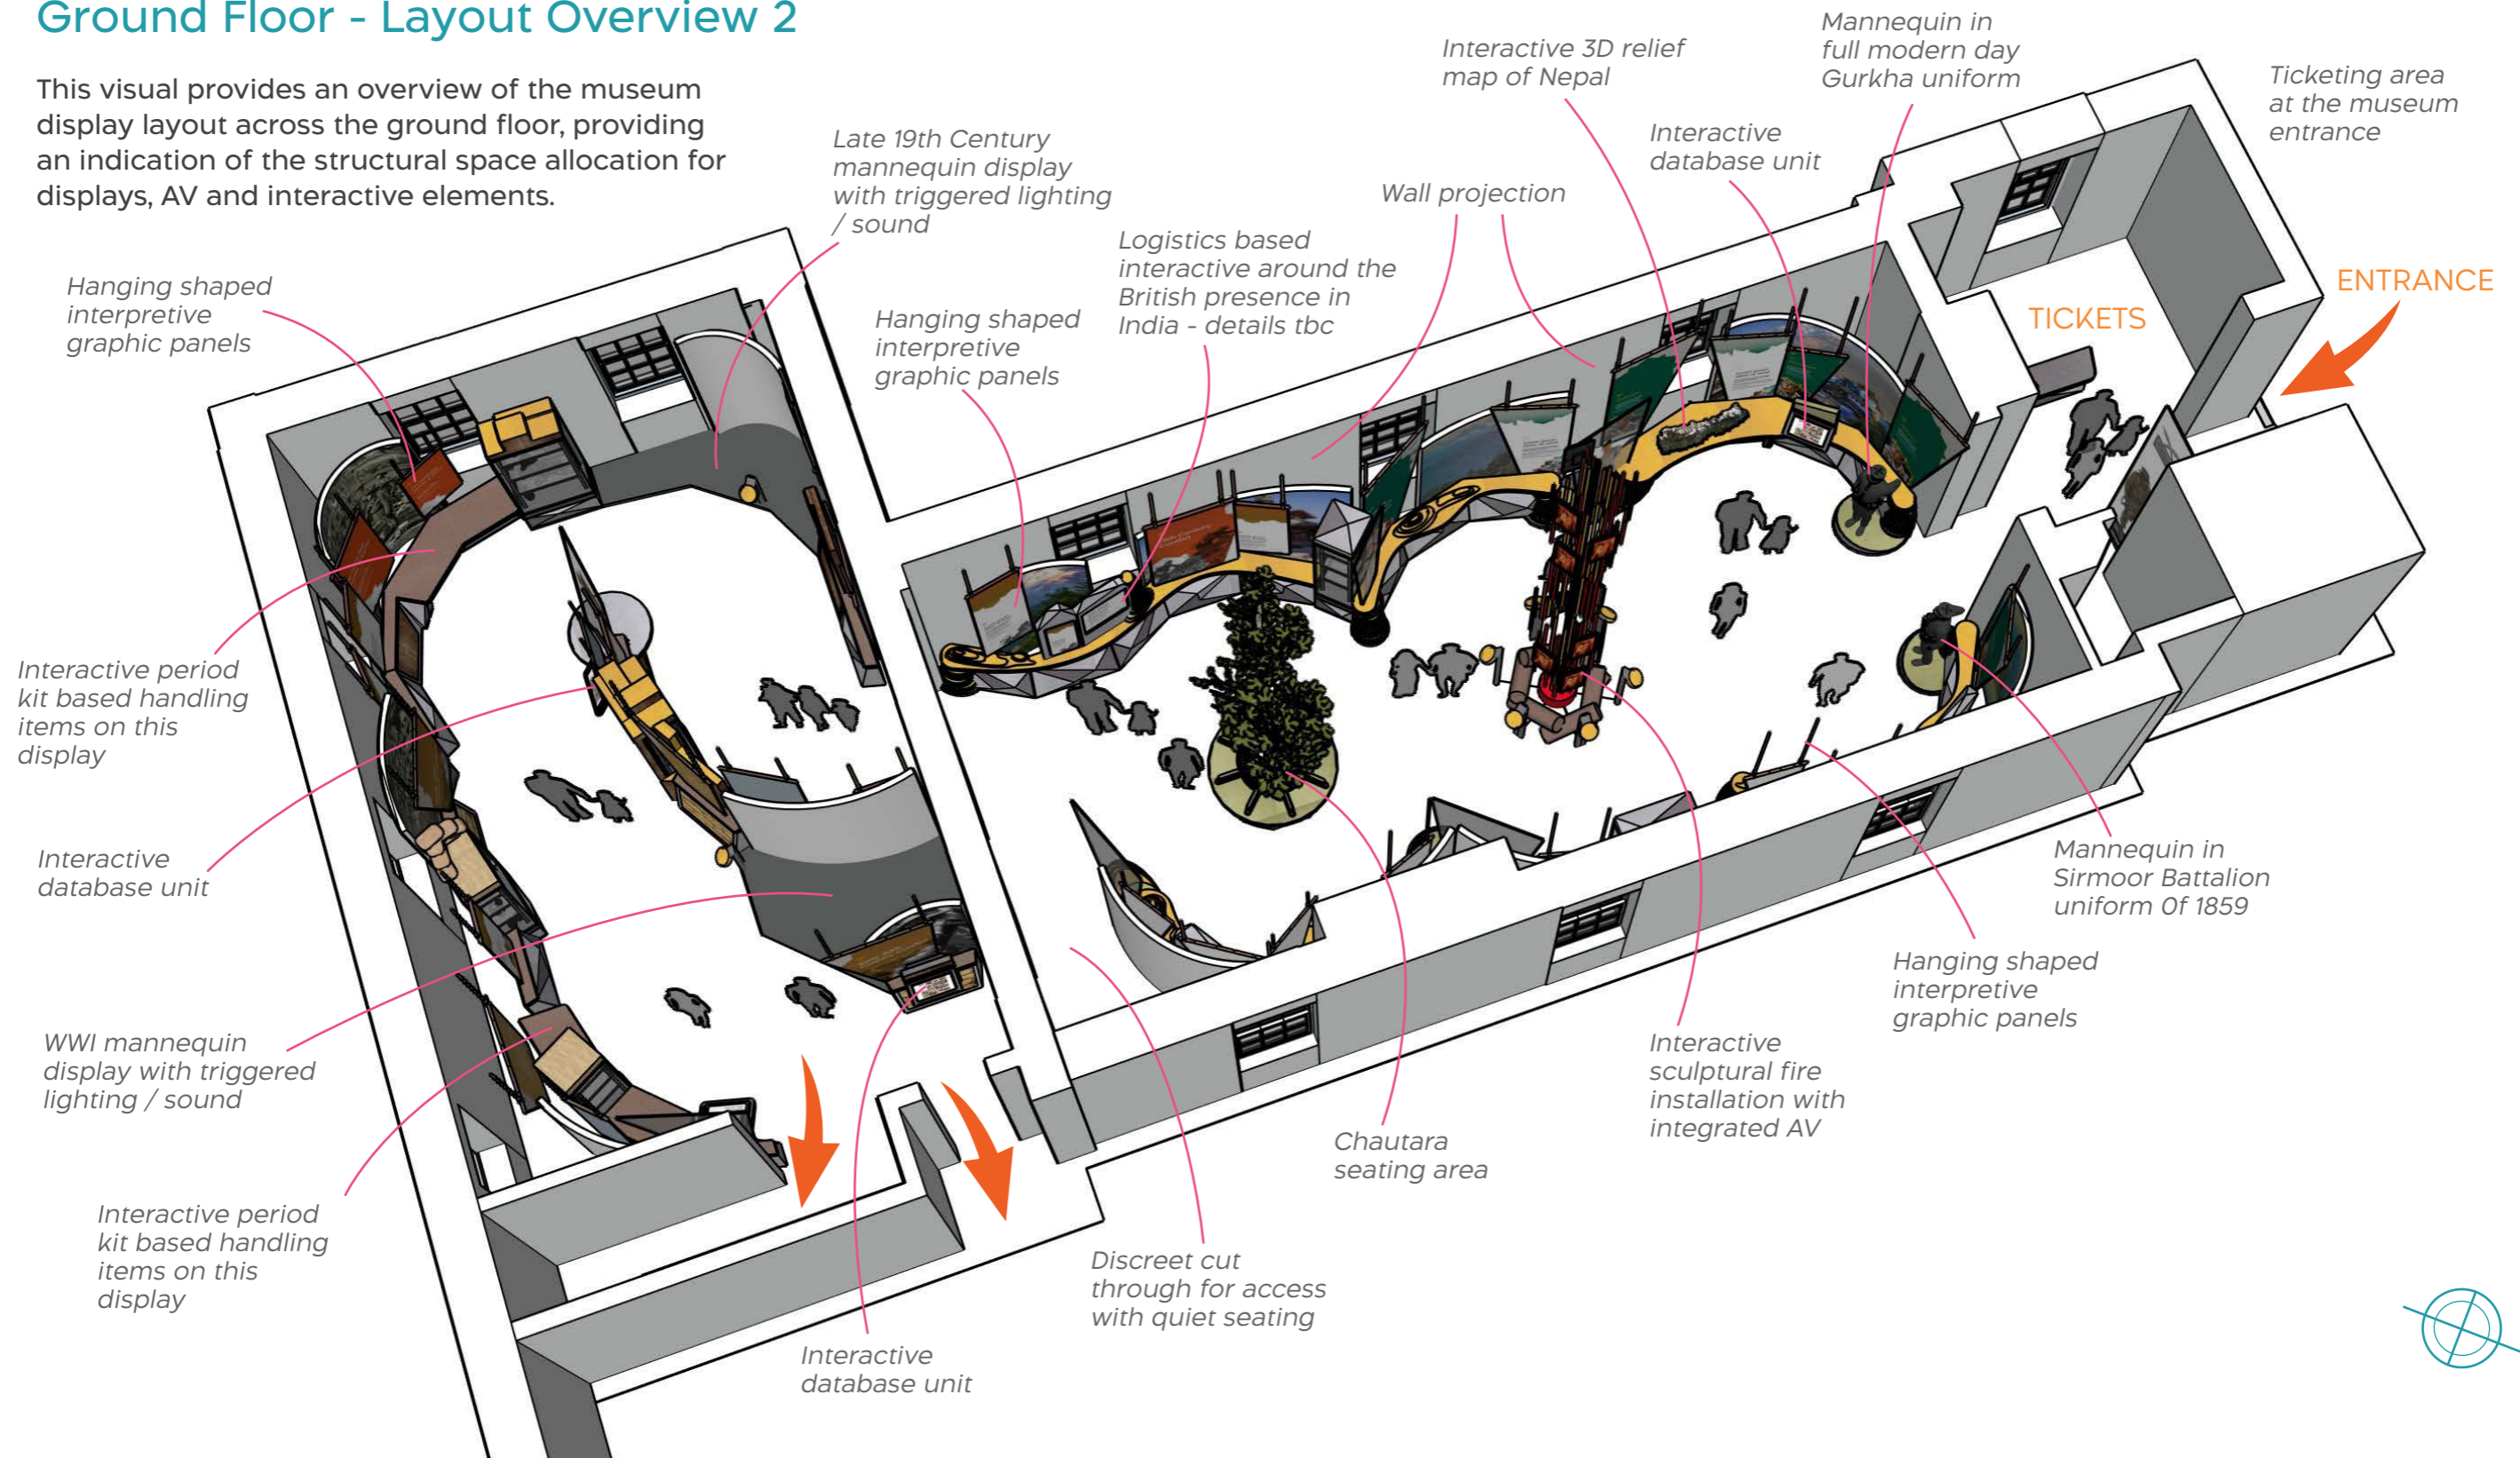 Ground Floor - Layout Overview 2
This visual provides an overview of the museum
display layout across the ground floor, providing
an indication of the structural space allocation for
displays, AV and interactive elements.
Hanging shaped
interpretive
graphic panels
Late 19th Century
mannequin display
with triggered lighting
/ sound
Hanging shaped
interpretive
graphic panels
Logistics based
interactive around the
British presence in
India - details tbc
Wall projection
Interactive 3D relief
map of Nepal
Interactive
database unit
Mannequin in
full modern day
Gurkha uniform
Ticketing area
at the museum
entrance
ENTRANCE
TICKETS
Interactive period
kit based handling
items on this
display
Interactive
database unit
WWI mannequin
display with triggered
lighting / sound
Interactive period
kit based handling
items on this
display
Interactive
database unit
Discreet cut
through for access
with quiet seating
Chautara
seating area
Interactive
sculptural fire
installation with
integrated AV
Hanging shaped
interpretive
graphic panels
Mannequin in
Sirmoor Battalion
uniform 0f 1859